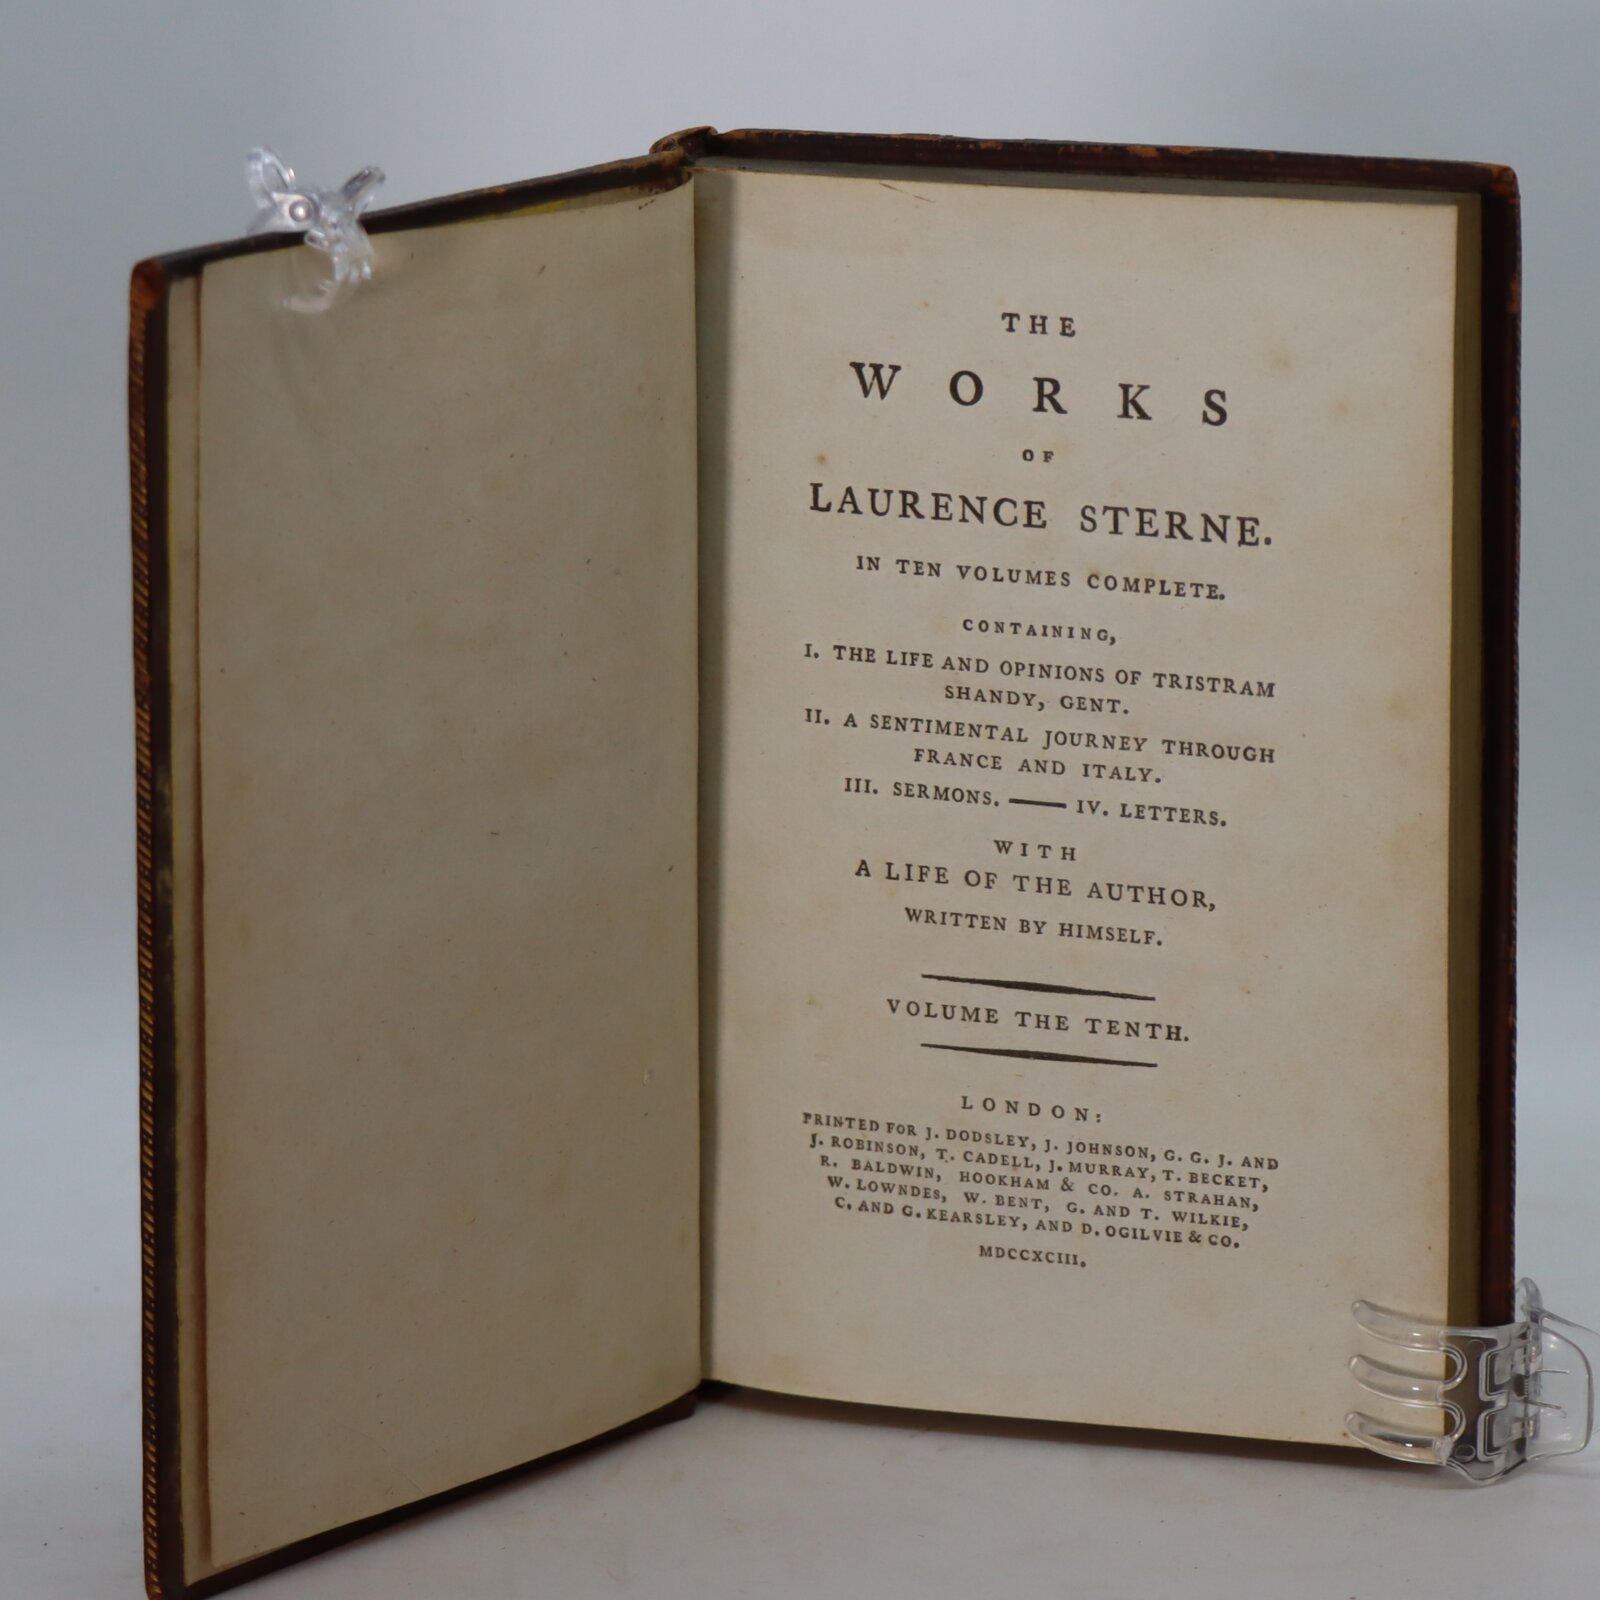 THE
WORKS
OF
LAURENCE STERNE.
IN TEN VOLUMES COMPLETE.
CONTAINING,
I. THE LIFE AND OPINIONS OF TRISTRAM
SHANDY, GENT.
II. A SENTIMENTAL JOURNEY THROUGH
FRANCE AND ITALY.
III. SERMONS. —— IV. LETTERS.
WITH
A LIFE OF THE AUTHOR,
WRITTEN BY HIMSELF.
VOLUME THE TENTH.
LONDON:
PRINTED FOR J. DODSLEY, J. JOHNSON, G. G. J. AND
J. ROBINSON, T. CADELL, J. MURRAY, T. BECKET,
R. BALDWIN, HOOKHAM & CO. A. STRAHAN,
W. LOWNDES, W. BENT, G. AND T. WILKIE,
C. AND G. KEARSLEY, AND D. OGILVIE & CO.
MDCCXCIII.